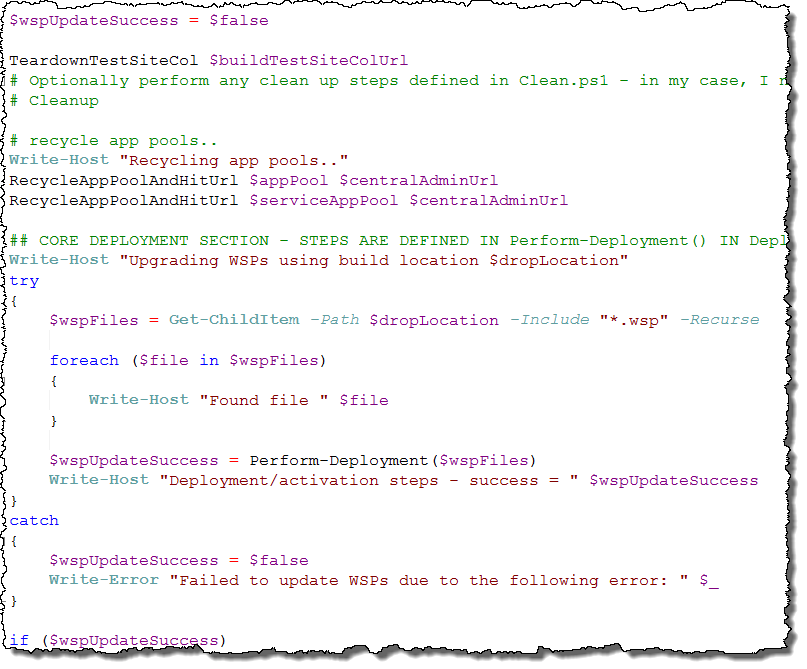 $wspUpdateSuccess = $false
TeardownTestSiteCol $buildTestSiteColUrl
# Optionally perform any clean up steps defined in Clean.ps1 - in my case, I
# Cleanup
# recycle app pools..
Write-Host "Recycling app pools.."
RecycleAppPoolAndHitUrl $appPool $centralAdminUrl
RecycleAppPoolAndHitUrl $serviceAppPool $centralAdminUrl
## CORE DEPLOYMENT SECTION - STEPS ARE DEFINED IN Perform-Deployment() IN Depl
Write-Host "Upgrading WSPs using build location $dropLocation"
try
{
$wspFiles = Get-ChildItem -Path $dropLocation -Include "*.wsp" -Recurse
foreach ($file in $wspFiles)
{
Write-Host "Found file " $file
}
$wspUpdateSuccess = Perform-Deployment($wspFiles)
Write-Host "Deployment/activation steps - success = " $wspUpdateSuccess
}
catch
{
$wspUpdateSuccess = $false
Write-Error "Failed to update WSPs due to the following error: " $_
}
if ($wspUpdateSuccess)